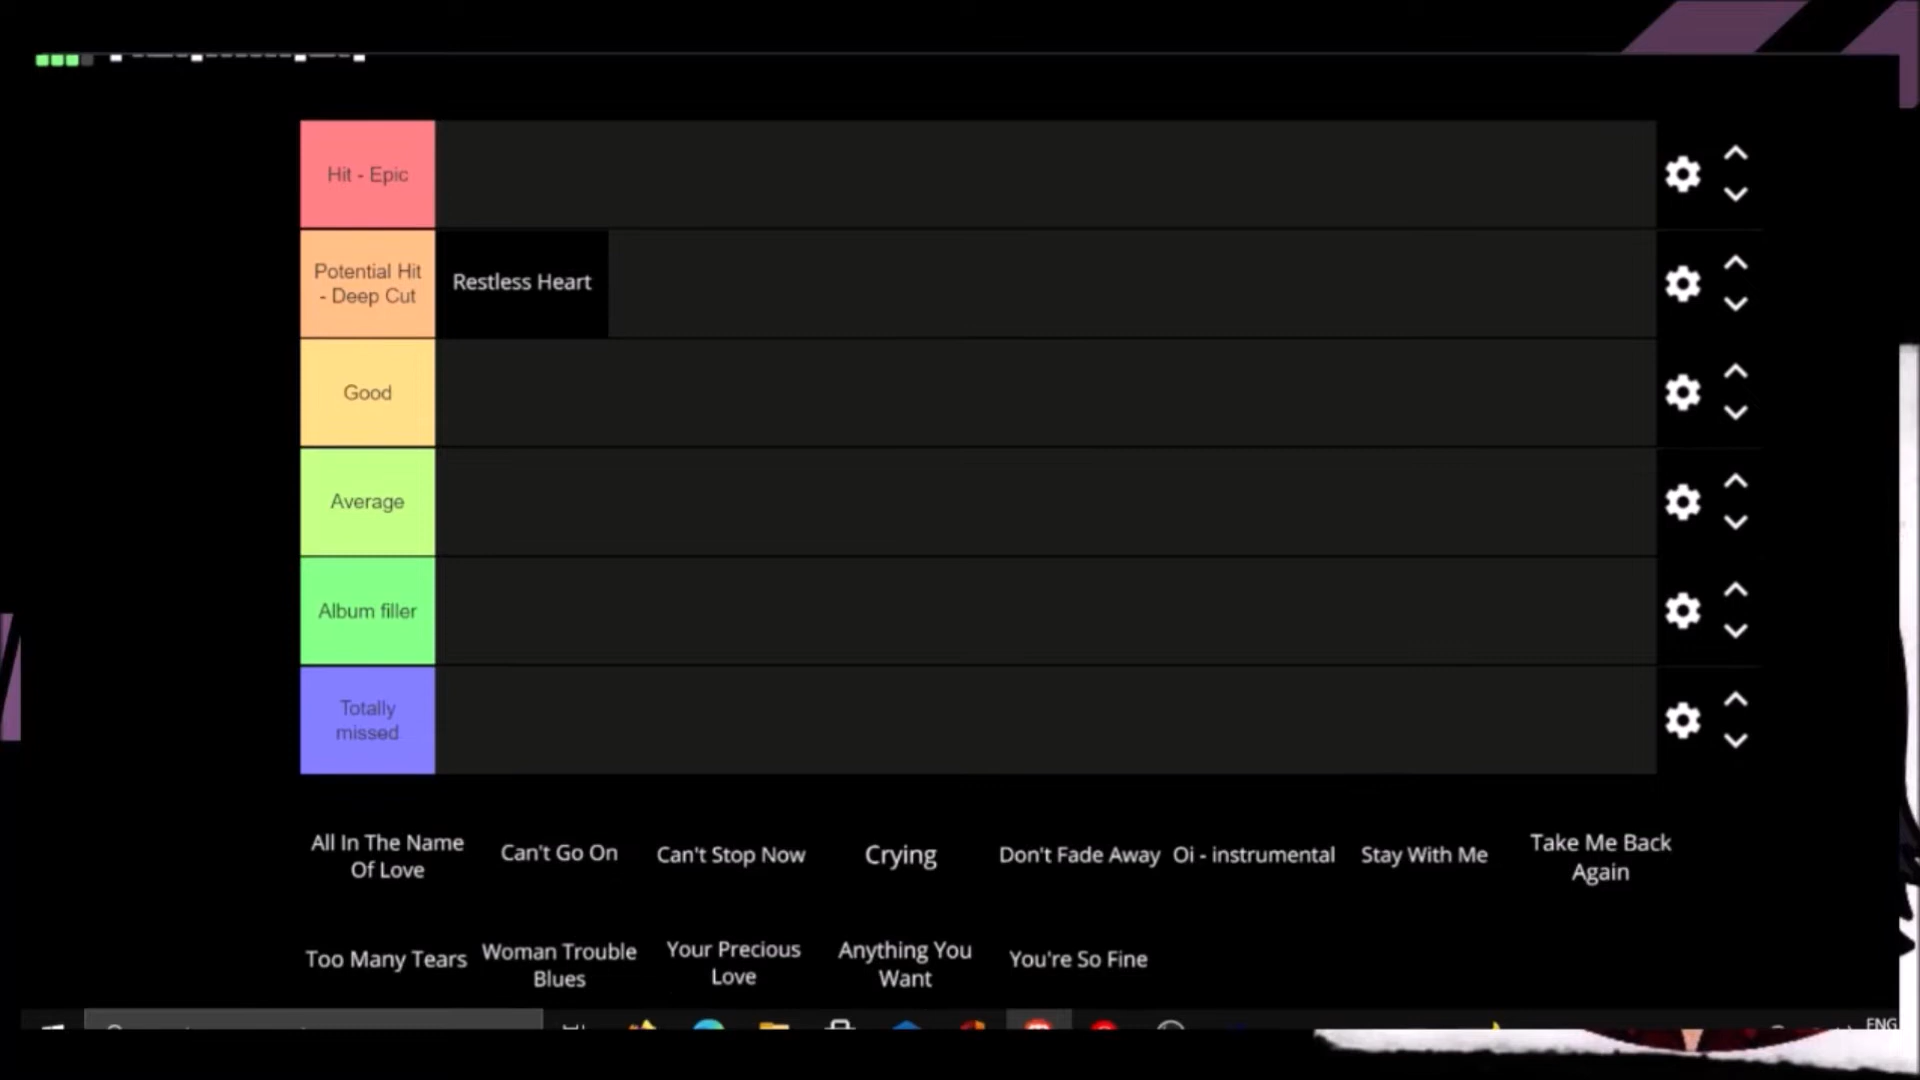 Hit - Epic
Potential Hit
- Deep Cut
Restless Heart
Good
Average
Album filler
Totally
missed
All In The Name
Of Love
Can't Go On
Can't Stop Now
Crying
Don't Fade Away
Oi - instrumental
Stay With Me
Take Me Back
Again
Too Many Tears
Woman Trouble
Blues
Your Precious
Love
Anything You
Want
You're So Fine
ENG